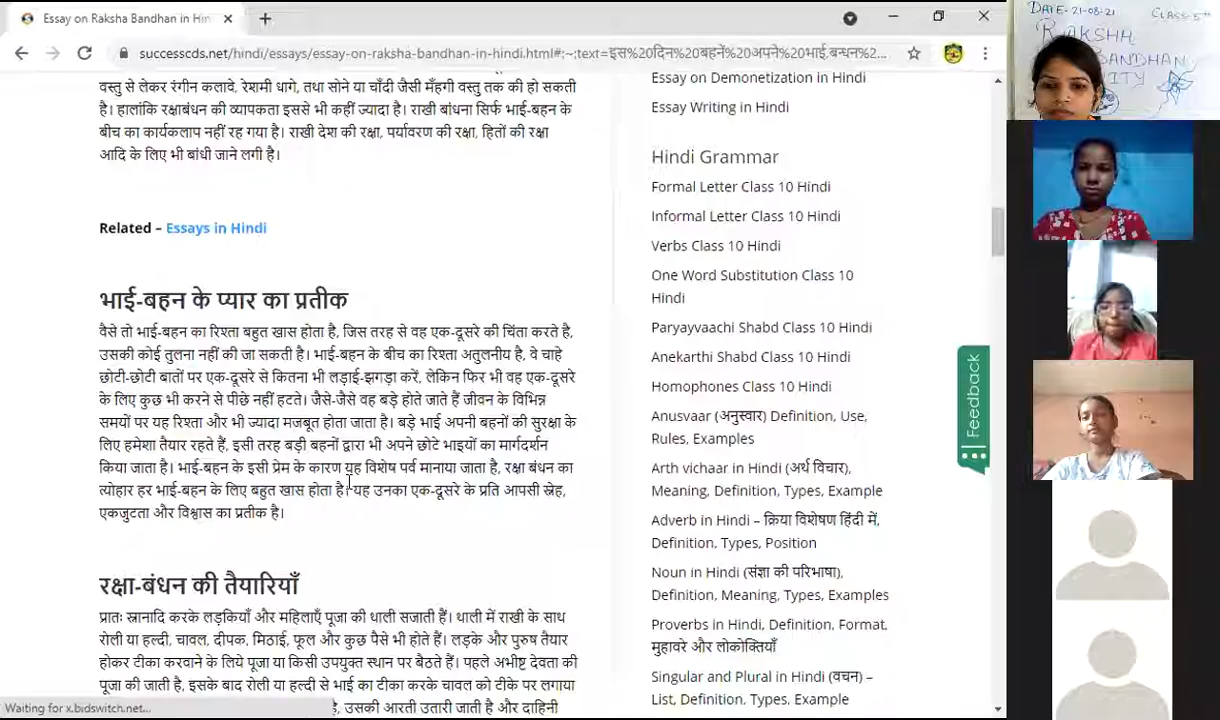 Essay on Raksha Bandhan in Hin
successcds.net/hindi/essays/essay-on-raksha-bandhan-in-hindi.html#:~:text=इस%20दिन%20बहनें%20अपने%20भाई,बन्धन%2...
वस्तु से लेकर रंगीन कलावे, रेशमी धागे, तथा सोने या चाँदी जैसी मँहगी वस्तु तक की हो सकती
है। हालांकि रक्षाबंधन की व्यापकता इससे भी कहीं ज्यादा है। राखी बांधना सिर्फ भाई-बहन के
बीच का कार्यकलाप नहीं रह गया है। राखी देश की रक्षा, पर्यावरण की रक्षा, हितों की रक्षा
आदि के लिए भी बांधी जाने लगी है।
Related – Essays in Hindi
भाई-बहन के प्यार का प्रतीक
वैसे तो भाई-बहन का रिश्ता बहुत खास होता है, जिस तरह से वह एक-दूसरे की चिंता करते है,
उसकी कोई तुलना नहीं की जा सकती है। भाई-बहन के बीच का रिश्ता अतुलनीय है, वे चाहे
छोटी-छोटी बातों पर एक-दूसरे से कितना भी लड़ाई-झगड़ा करें, लेकिन फिर भी वह एक-दूसरे
के लिए कुछ भी करने से पीछे नहीं हटते। जैसे-जैसे वह बड़े होते जाते हैं जीवन के विभिन्न
समयों पर यह रिश्ता और भी ज्यादा मजबूत होता जाता है। बड़े भाई अपनी बहनों की सुरक्षा के
लिए हमेशा तैयार रहते हैं, इसी तरह बड़ी बहनों द्वारा भी अपने छोटे भाइयों का मार्गदर्शन
किया जाता है। भाई-बहन के इसी प्रेम के कारण यह विशेष पर्व मानाया जाता है, रक्षा बंधन का
त्योहार हर भाई-बहन के लिए बहुत खास होता है। यह उनका एक-दूसरे के प्रति आपसी स्नेह,
एकजुटता और विश्वास का प्रतीक है।
रक्षा-बंधन की तैयारियाँ
प्रातः स्नानादि करके लड़कियाँ और महिलाएँ पूजा की थाली सजाती हैं। थाली में राखी के साथ
रोली या हल्दी, चावल, दीपक, मिठाई, फूल और कुछ पैसे भी होते हैं। लड़के और पुरुष तैयार
होकर टीका करवाने के लिये पूजा या किसी उपयुक्त स्थान पर बैठते हैं। पहले अभीष्ट देवता की
पूजा की जाती है, इसके बाद रोली या हल्दी से भाई का टीका करके चावल को टीके पर लगाया
है, उसकी आरती उतारी जाती है और दाहिनी
Waiting for x.bidswitch.net...
Essay on Demonetization in Hindi
Essay Writing in Hindi
Hindi Grammar
Formal Letter Class 10 Hindi
Informal Letter Class 10 Hindi
Verbs Class 10 Hindi
One Word Substitution Class 10
Hindi
Paryayvaachi Shabd Class 10 Hindi
Anekarthi Shabd Class 10 Hindi
Homophones Class 10 Hindi
Anusvaar (अनुस्वार) Definition, Use,
Rules, Examples
Arth vichaar in Hindi (अर्थ विचार),
Meaning, Definition, Types, Example
Adverb in Hindi – क्रिया विशेषण हिंदी में,
Definition, Types, Position
Noun in Hindi (संज्ञा की परिभाषा),
Definition, Meaning, Types, Examples
Proverbs in Hindi, Definition, Format,
मुहावरे और लोकोक्तियाँ
Singular and Plural in Hindi (वचन) –
List, Definition, Types, Example
Feedback
DATE-21-08-21
CLASS-5th
RAKSHA
BANDHAN